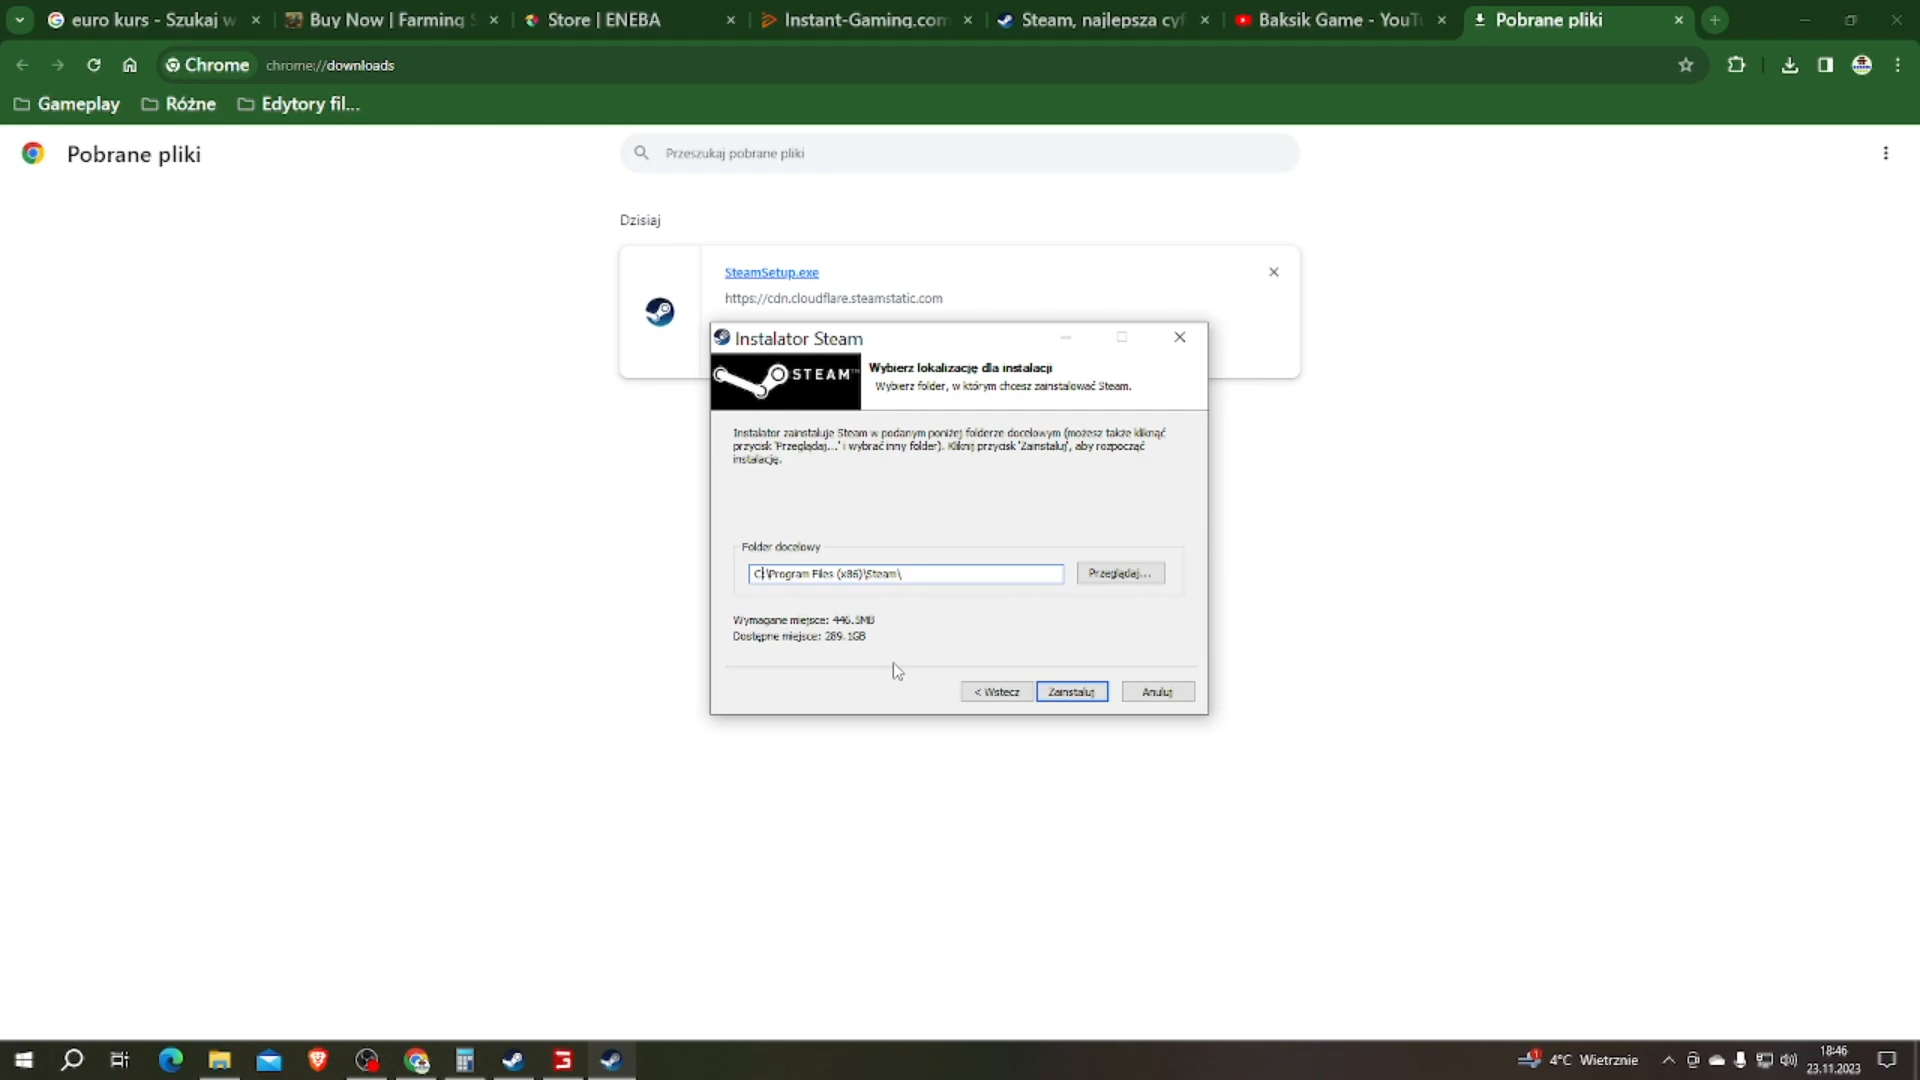 euro kurs - Szukaj w
Buy Now | Farming S
Store | ENEBA
Instant-Gaming.com
Steam, najlepsza cyf
Baksik Game - YouTu
Pobrane pliki
Chrome
chrome://downloads
Gameplay
Różne
Edytory fil...
Pobrane pliki
Przeszukaj pobrane pliki
Dzisiaj
SteamSetup.exe
https://cdn.cloudflare.steamstatic.com
Instalator Steam
STEAM™
Wybierz lokalizację dla instalacji
Wybierz folder, w którym chcesz zainstalować Steam.
Instalator zainstaluje Steam w podanym poniżej folderze docelowym (możesz także kliknąć
przycisk 'Przeglądaj...' i wybrać inny folder). Kliknij przycisk 'Zainstaluj', aby rozpocząć
instalację.
Folder docelowy
C:\Program Files (x86)\Steam\
Przeglądaj...
Wymagane miejsce: 446.5MB
Dostępne miejsce: 289.1GB
< Wstecz
Zainstaluj
Anuluj
1
4°C Wietrznie
18:46
23.11.2023